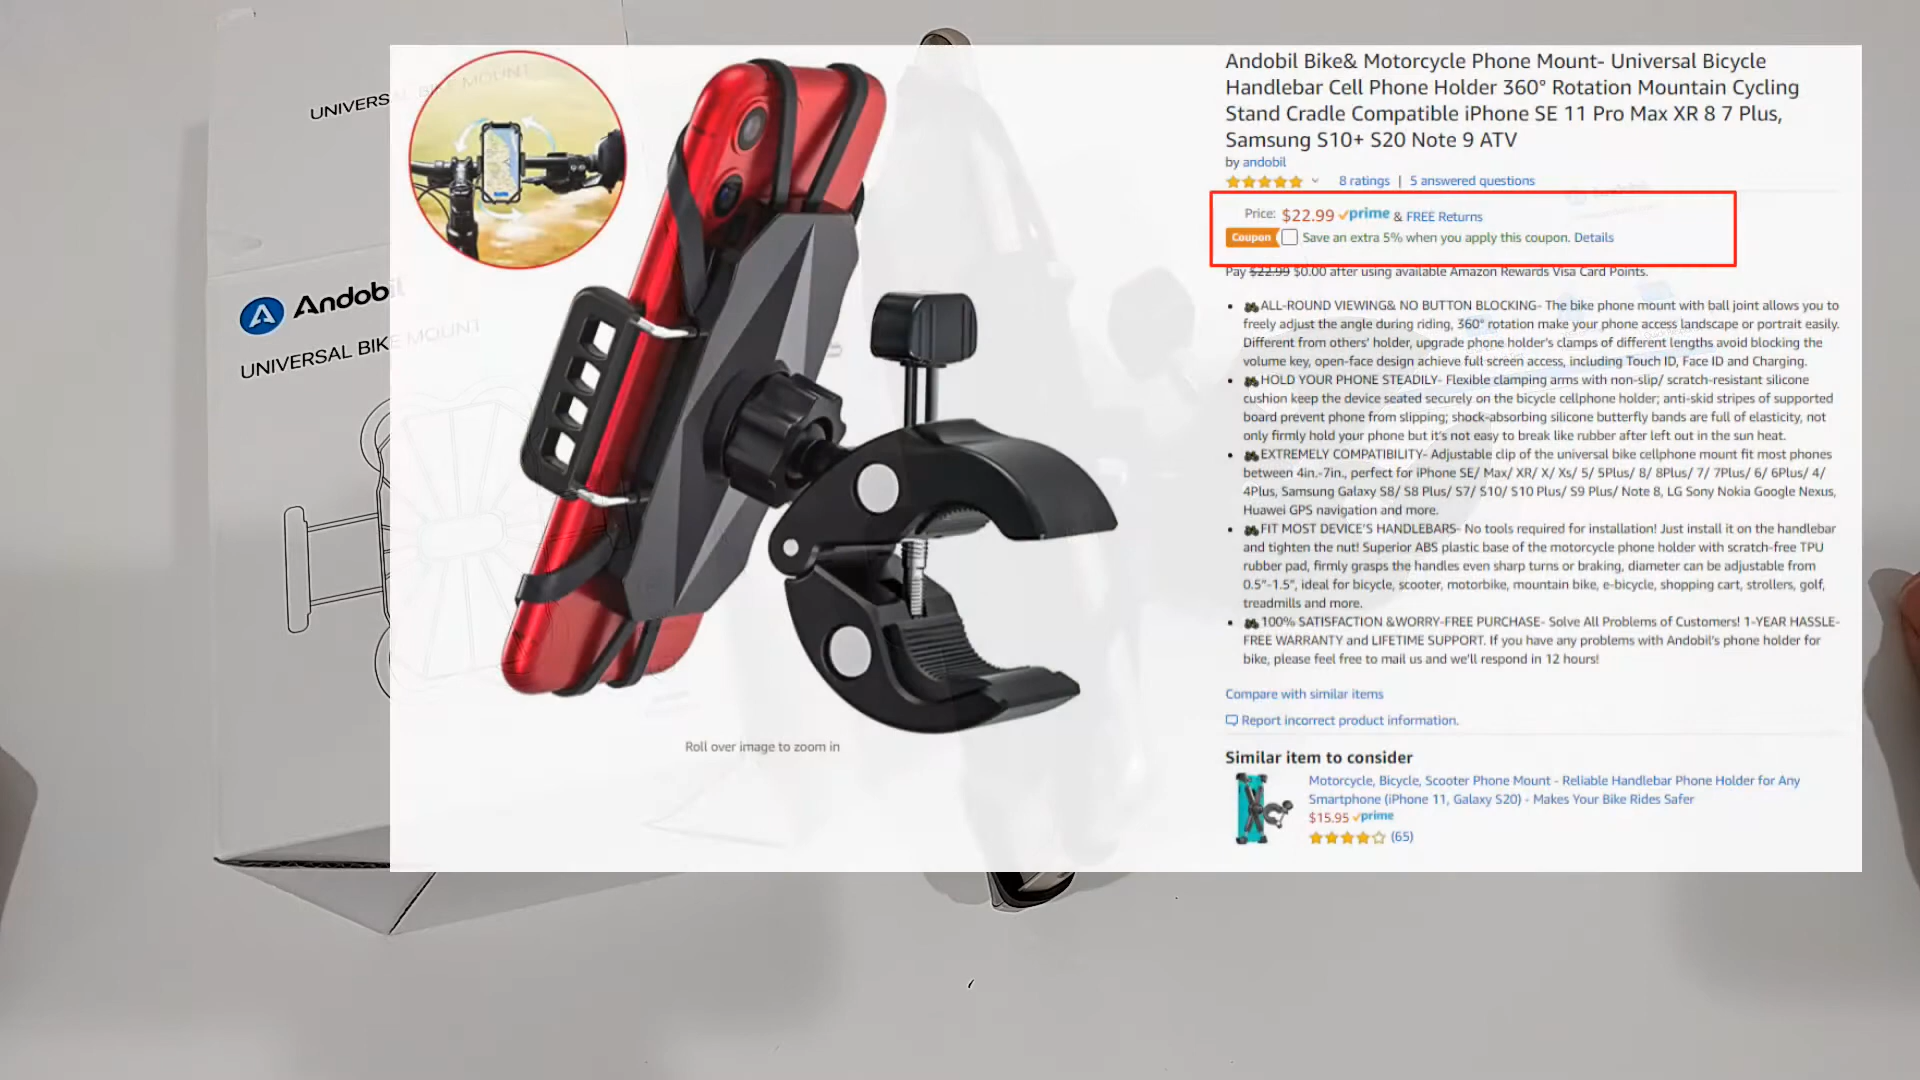 UNIVERSAL BIKE MOUNT
Andobil
UNIVERSAL BIKE MOUNT
Roll over image to zoom in
Andobil Bike& Motorcycle Phone Mount- Universal Bicycle
Handlebar Cell Phone Holder 360° Rotation Mountain Cycling
Stand Cradle Compatible iPhone SE 11 Pro Max XR 8 7 Plus,
Samsung S10+ S20 Note 9 ATV
by andobil
8 ratings | 5 answered questions
Price: $22.99 prime & FREE Returns
Coupon Save an extra 5% when you apply this coupon. Details
Pay $22.99 $0.00 after using available Amazon Rewards Visa Card Points.
• ALL-ROUND VIEWING& NO BUTTON BLOCKING- The bike phone mount with ball joint allows you to
freely adjust the angle during riding, 360° rotation make your phone access landscape or portrait easily.
Different from others' holder, upgrade phone holder's clamps of different lengths avoid blocking the
volume key, open-face design achieve full screen access, including Touch ID, Face ID and Charging.
• HOLD YOUR PHONE STEADILY- Flexible clamping arms with non-slip/ scratch-resistant silicone
cushion keep the device seated securely on the bicycle cellphone holder; anti-skid stripes of supported
board prevent phone from slipping; shock-absorbing silicone butterfly bands are full of elasticity, not
only firmly hold your phone but it's not easy to break like rubber after left out in the sun heat.
• EXTREMELY COMPATIBILITY- Adjustable clip of the universal bike cellphone mount fit most phones
between 4in.-7in., perfect for iPhone SE/ Max/ XR/ X/ Xs/ 5/ 5Plus/ 8/ 8Plus/ 7/ 7Plus/ 6/ 6Plus/ 4/
4Plus, Samsung Galaxy S8/ S8 Plus/ S7/ S10/ S10 Plus/ S9 Plus/ Note 8, LG Sony Nokia Google Nexus,
Huawei GPS navigation and more.
• FIT MOST DEVICE'S HANDLEBARS- No tools required for installation! Just install it on the handlebar
and tighten the nut! Superior ABS plastic base of the motorcycle phone holder with scratch-free TPU
rubber pad, firmly grasps the handles even sharp turns or braking, diameter can be adjustable from
0.5"-1.5", ideal for bicycle, scooter, motorbike, mountain bike, e-bicycle, shopping cart, strollers, golf,
treadmills and more.
• 100% SATISFACTION &WORRY-FREE PURCHASE- Solve All Problems of Customers! 1-YEAR HASSLE-
FREE WARRANTY and LIFETIME SUPPORT. If you have any problems with Andobil's phone holder for
bike, please feel free to mail us and we'll respond in 12 hours!
Compare with similar items
Report incorrect product information.
Similar item to consider
Motorcycle, Bicycle, Scooter Phone Mount - Reliable Handlebar Phone Holder for Any
Smartphone (iPhone 11, Galaxy S20) - Makes Your Bike Rides Safer
$15.95 prime
(65)